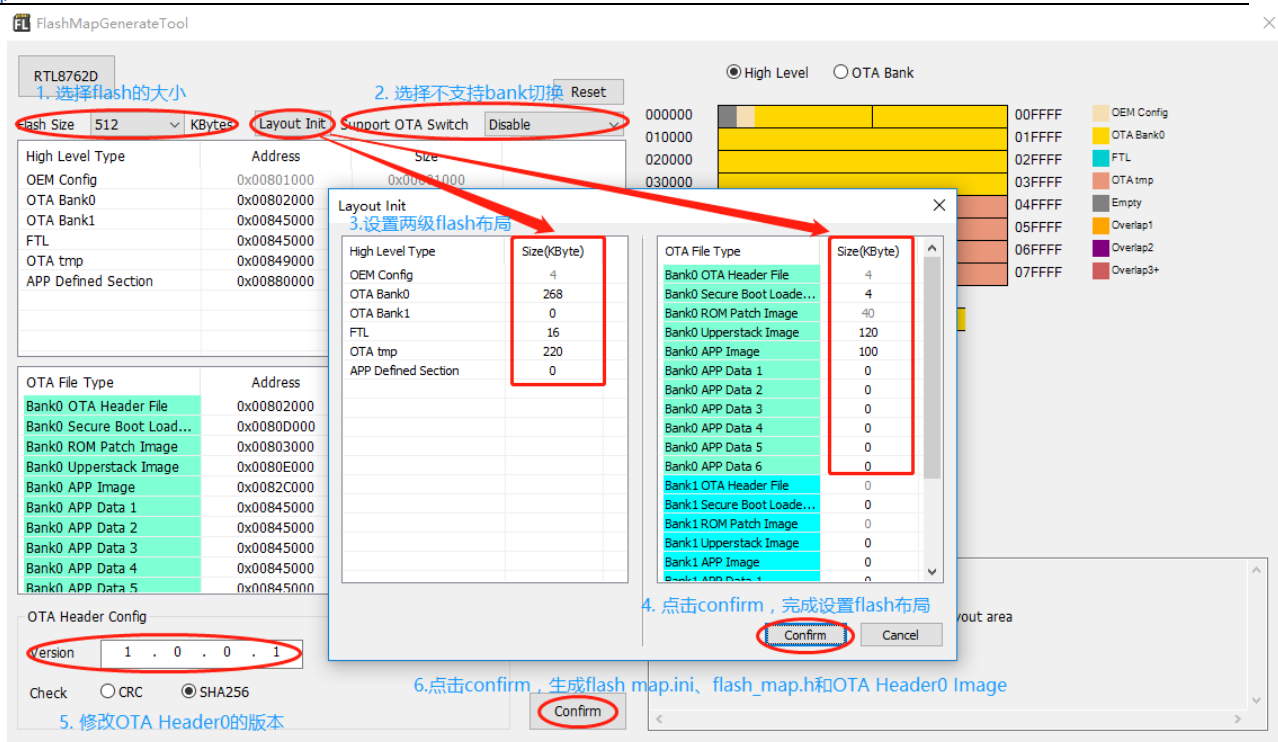 FlashMapGenerateTool
RTL8762D
1. 选择flash的大小
2. 选择不支持bank切换
Reset
Flash Size 512 KBytes Layout Init Support OTA Switch Disable
High Level Type Address Size
OEM Config 0x00801000 0x00001000
OTA Bank0 0x00802000
OTA Bank1 0x00845000
FTL 0x00845000
OTA tmp 0x00849000
APP Defined Section 0x00880000
OTA File Type Address
Bank0 OTA Header File 0x00802000
Bank0 Secure Boot Load... 0x0080D000
Bank0 ROM Patch Image 0x00803000
Bank0 Upperstack Image 0x0080E000
Bank0 APP Image 0x0082C000
Bank0 APP Data 1 0x00845000
Bank0 APP Data 2 0x00845000
Bank0 APP Data 3 0x00845000
Bank0 APP Data 4 0x00845000
Bank0 APP Data 5 0x00845000
OTA Header Config
Version 1 . 0 . 0 . 1
Check CRC SHA256
5. 修改OTA Header0的版本
High Level OTA Bank
000000 00FFFF
010000 01FFFF
020000 02FFFF
030000 03FFFF
04FFFF
05FFFF
06FFFF
07FFFF
OEM Config
OTA Bank0
FTL
OTA tmp
Empty
Overlap1
Overlap2
Overlap3+
Layout Init
3.设置两级flash布局
High Level Type Size(KByte)
OEM Config 4
OTA Bank0 268
OTA Bank1 0
FTL 16
OTA tmp 220
APP Defined Section 0
OTA File Type Size(KByte)
Bank0 OTA Header File 4
Bank0 Secure Boot Loade... 4
Bank0 ROM Patch Image 40
Bank0 Upperstack Image 120
Bank0 APP Image 100
Bank0 APP Data 1 0
Bank0 APP Data 2 0
Bank0 APP Data 3 0
Bank0 APP Data 4 0
Bank0 APP Data 5 0
Bank0 APP Data 6 0
Bank1 OTA Header File 0
Bank1 Secure Boot Loade... 0
Bank1 ROM Patch Image 0
Bank1 Upperstack Image 0
Bank1 APP Image 0
Bank1 APP Data 1 0
4. 点击confirm，完成设置flash布局
Confirm Cancel
yout area
6.点击confirm，生成flash map.ini、flash_map.h和OTA Header0 Image
Confirm